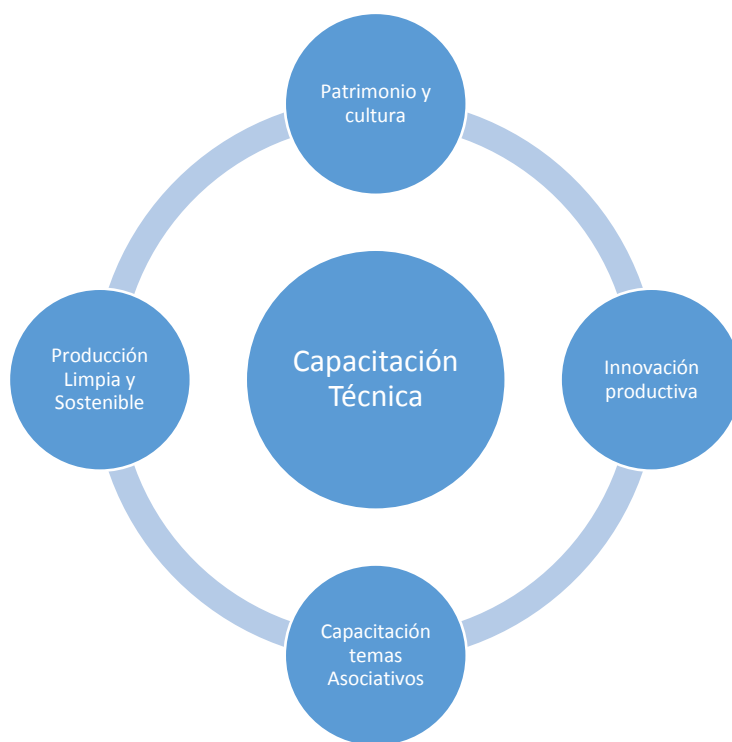 Patrimonio y
cultura
Producción
Limpia y
Sostenible
Capacitación
Técnica
Innovación
productiva
Capacitación
temas
Asociativos